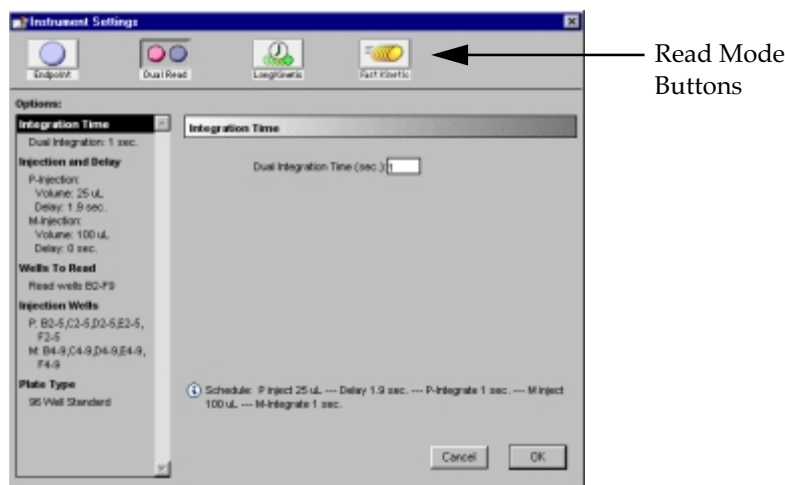 Instrument Settings
Endpoint
Dual Read
Long Kinetic
Fast Kinetic
Read Mode
Buttons
Options:
Integration Time
Dual Integration: 1 sec.
Injection and Delay
P-Injection:
Volume: 25 uL
Delay: 1.9 sec.
M-Injection:
Volume: 100 uL
Delay: 0 sec.
Wells To Read
Read wells B2-F9
Injection Wells
P: B2-5,C2-5,D2-5,E2-5,
F2-5
M: B4-9,C4-9,D4-9,E4-9,
F4-9
Plate Type
96 Well Standard
Integration Time
Dual Integration Time (sec.): 1
Schedule: P inject 25 uL --- Delay 1.9 sec. --- P-Integrate 1 sec. --- M inject
100 uL --- M-Integrate 1 sec.
Cancel
OK